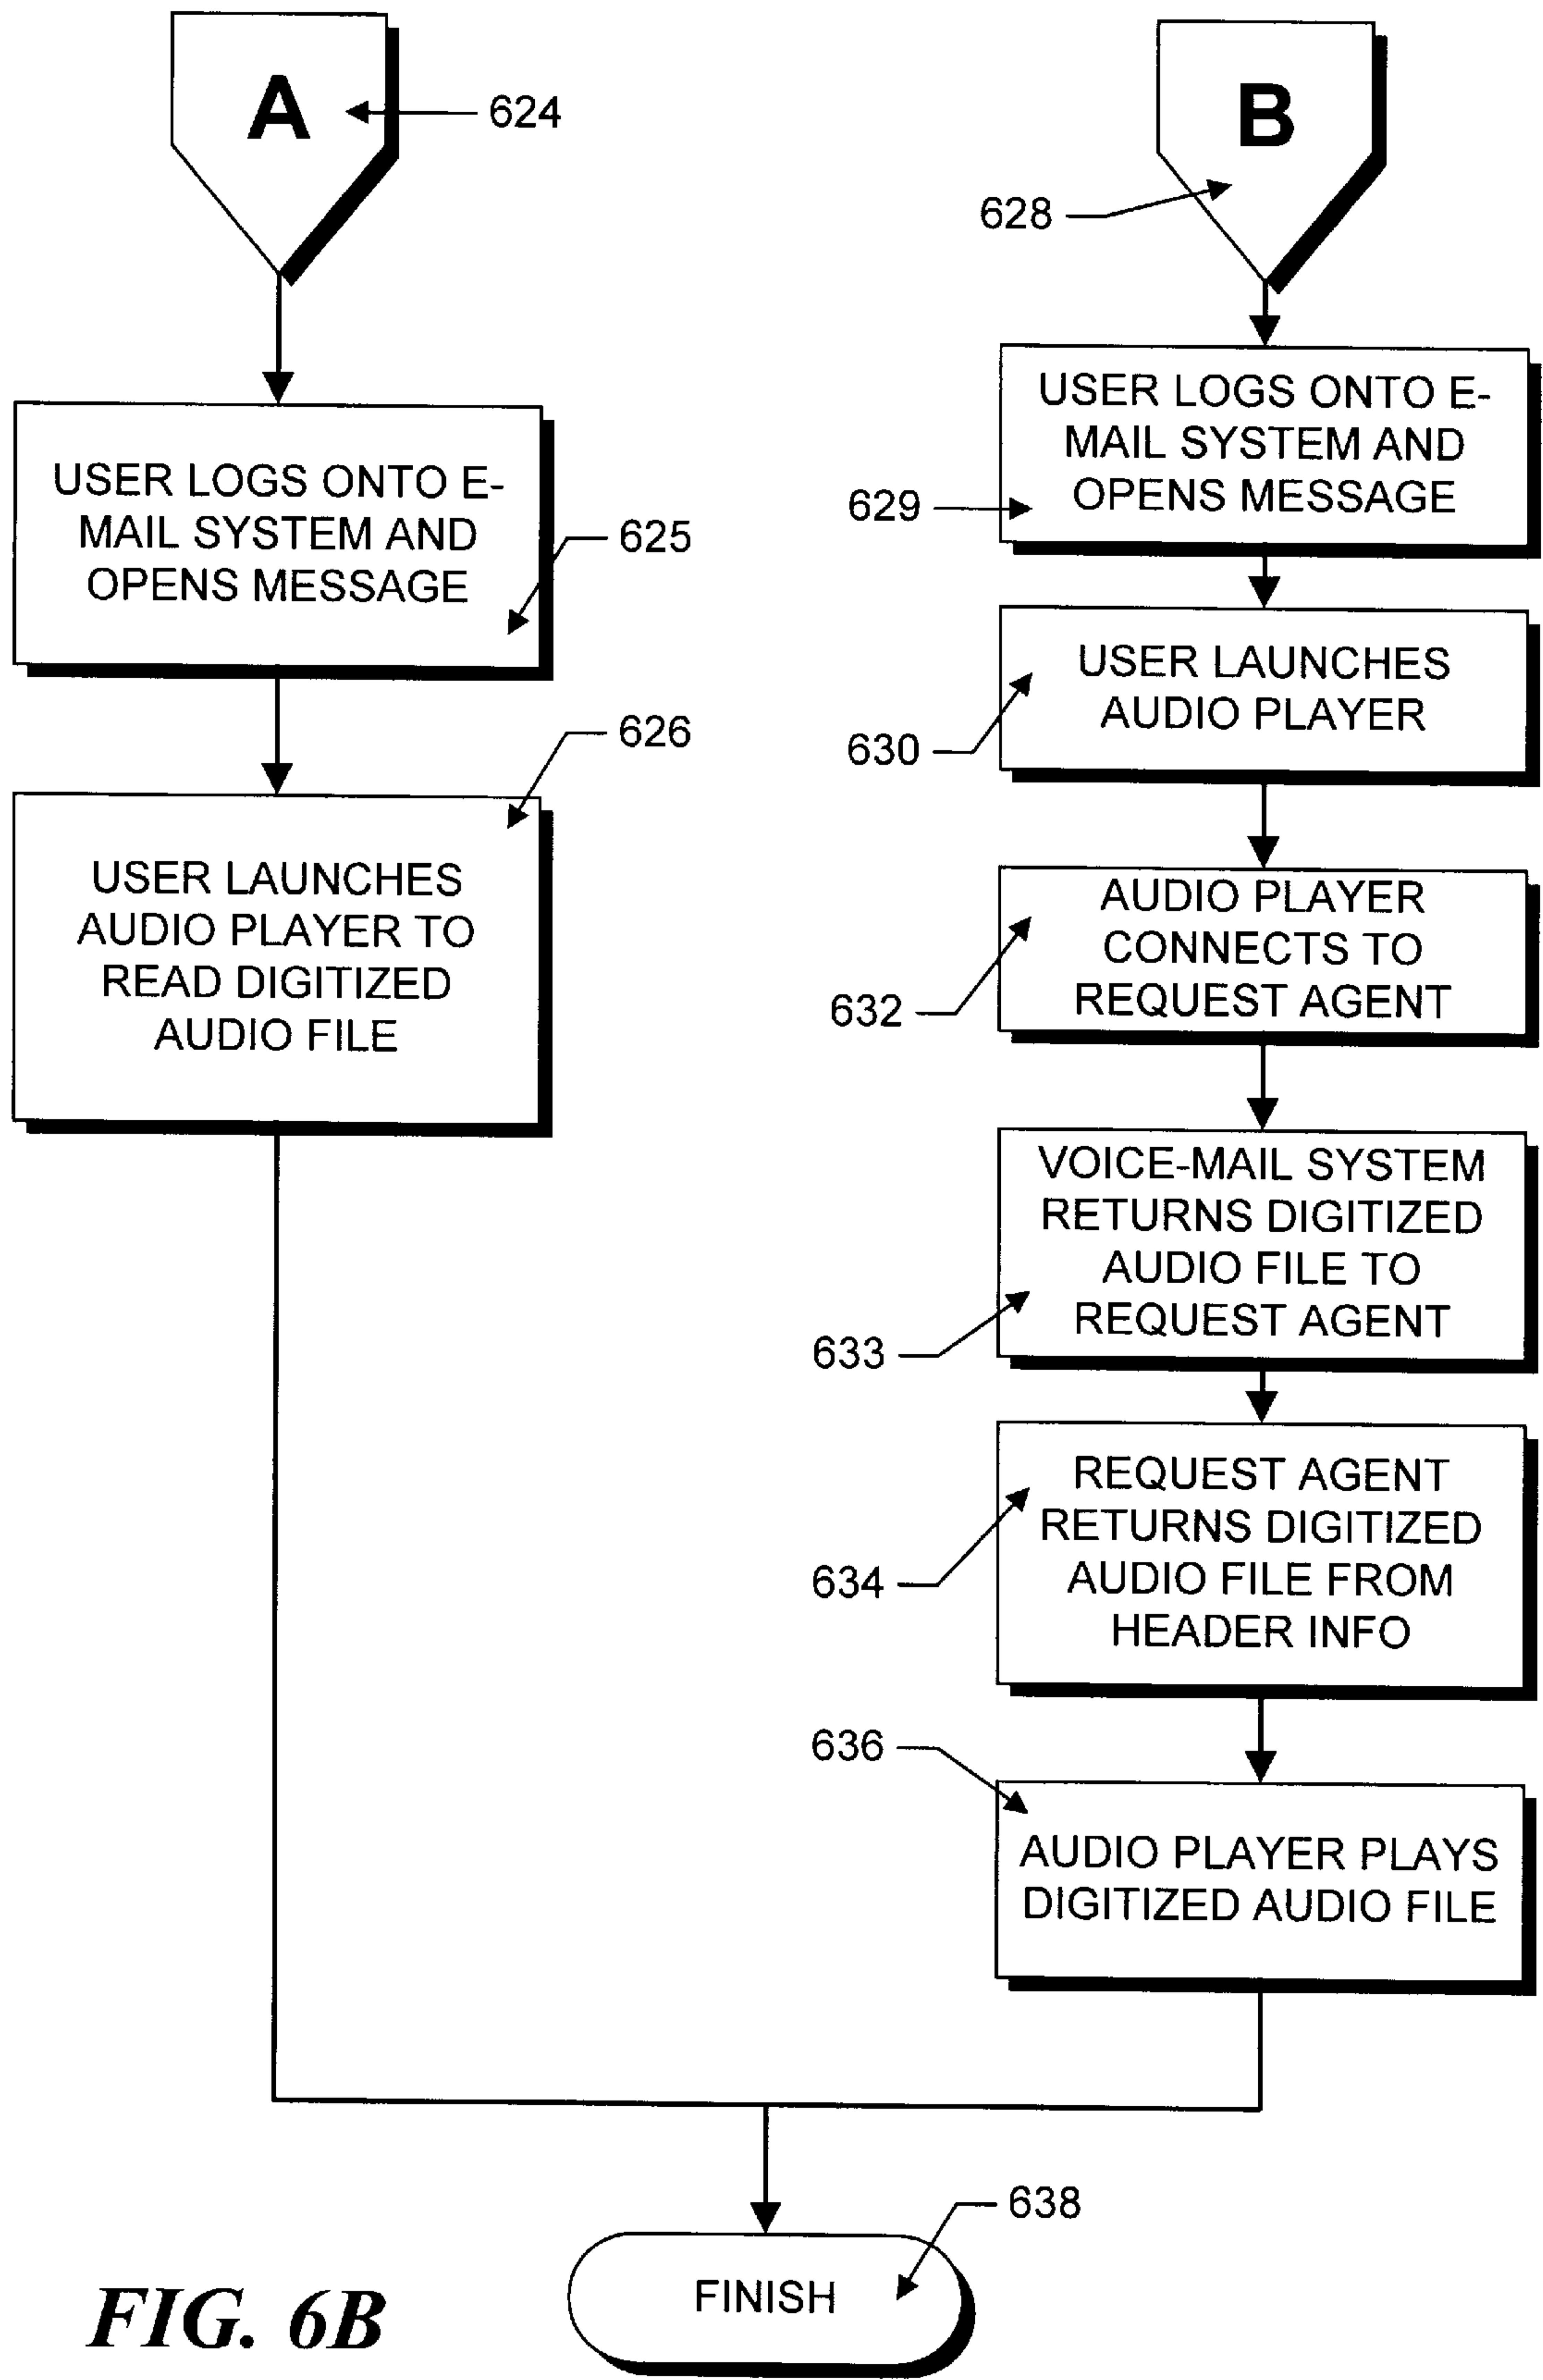 A
624
USER LOGS ONTO E-
MAIL SYSTEM AND
OPENS MESSAGE
625
626
USER LAUNCHES
AUDIO PLAYER TO
READ DIGITIZED
AUDIO FILE
B
628
USER LOGS ONTO E-
MAIL SYSTEM AND
OPENS MESSAGE
629
USER LAUNCHES
AUDIO PLAYER
630
AUDIO PLAYER
CONNECTS TO
REQUEST AGENT
632
VOICE-MAIL SYSTEM
RETURNS DIGITIZED
AUDIO FILE TO
REQUEST AGENT
633
REQUEST AGENT
RETURNS DIGITIZED
AUDIO FILE FROM
HEADER INFO
634
636
AUDIO PLAYER PLAYS
DIGITIZED AUDIO FILE
638
FINISH
FIG. 6B